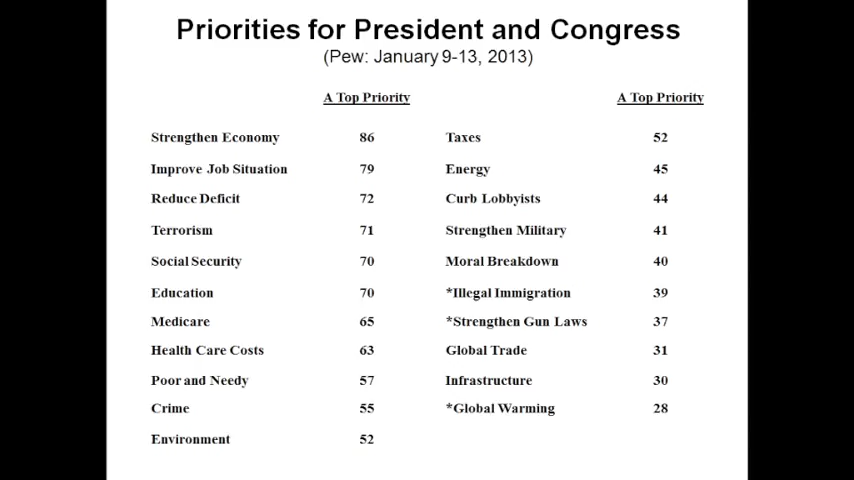 Priorities for President and Congress
(Pew: January 9-13, 2013)
A Top Priority A Top Priority
Strengthen Economy 86 Taxes 52
Improve Job Situation 79 Energy 45
Reduce Deficit 72 Curb Lobbyists 44
Terrorism 71 Strengthen Military 41
Social Security 70 Moral Breakdown 40
Education 70 *Illegal Immigration 39
Medicare 65 *Strengthen Gun Laws 37
Health Care Costs 63 Global Trade 31
Poor and Needy 57 Infrastructure 30
Crime 55 *Global Warming 28
Environment 52